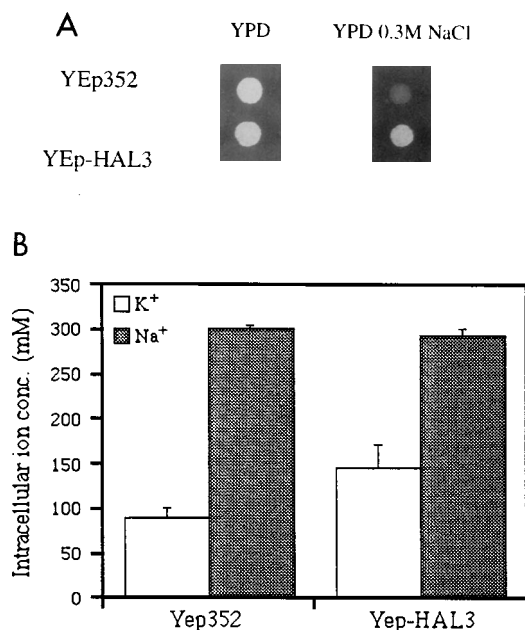 A
YPD
YPD 0.3M NaCl
YEp352
YEp-HAL3
B
Intracellular ion conc. (mM)
350
300
250
200
150
100
50
0
K+
Na+
Yep352
Yep-HAL3